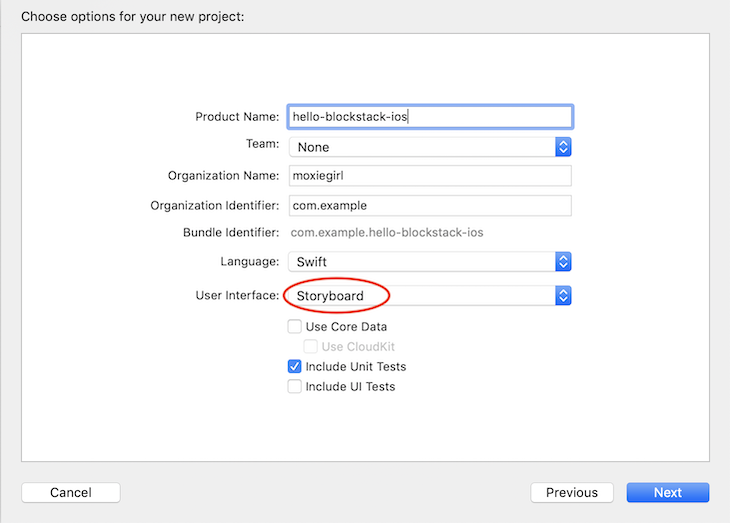 Choose options for your new project:
Product Name: hello-blockstack-ios
Team: None
Organization Name: moxiegirl
Organization Identifier: com.example
Bundle Identifier: com.example.hello-blockstack-ios
Language: Swift
User Interface: Storyboard
Use Core Data
Use CloudKit
Include Unit Tests
Include UI Tests
Cancel Previous Next